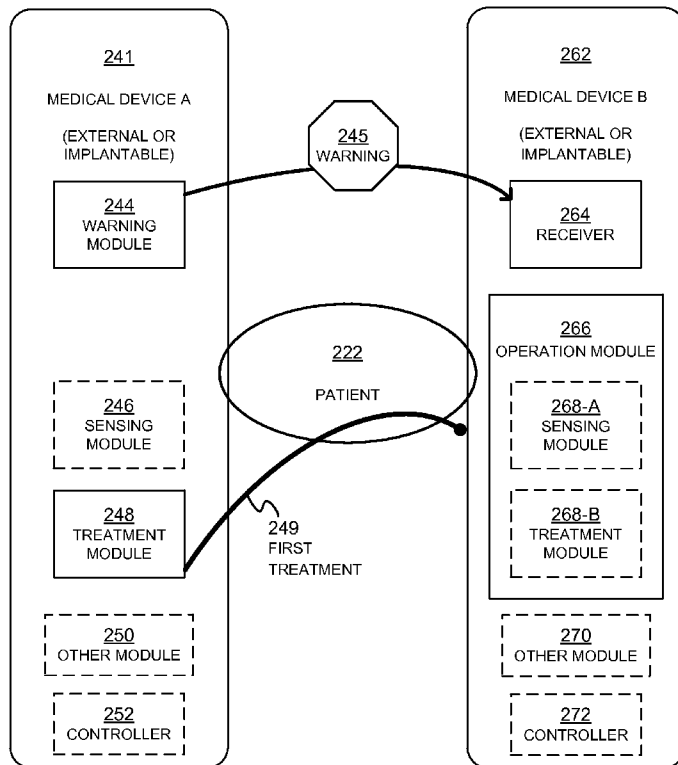 241
MEDICAL DEVICE A
(EXTERNAL OR
IMPLANTABLE)
244
WARNING
MODULE
246
SENSING
MODULE
248
TREATMENT
MODULE
250
OTHER MODULE
252
CONTROLLER
245
WARNING
222
PATIENT
249
FIRST
TREATMENT
262
MEDICAL DEVICE B
(EXTERNAL OR
IMPLANTABLE)
264
RECEIVER
266
OPERATION MODULE
268-A
SENSING
MODULE
268-B
TREATMENT
MODULE
270
OTHER MODULE
272
CONTROLLER